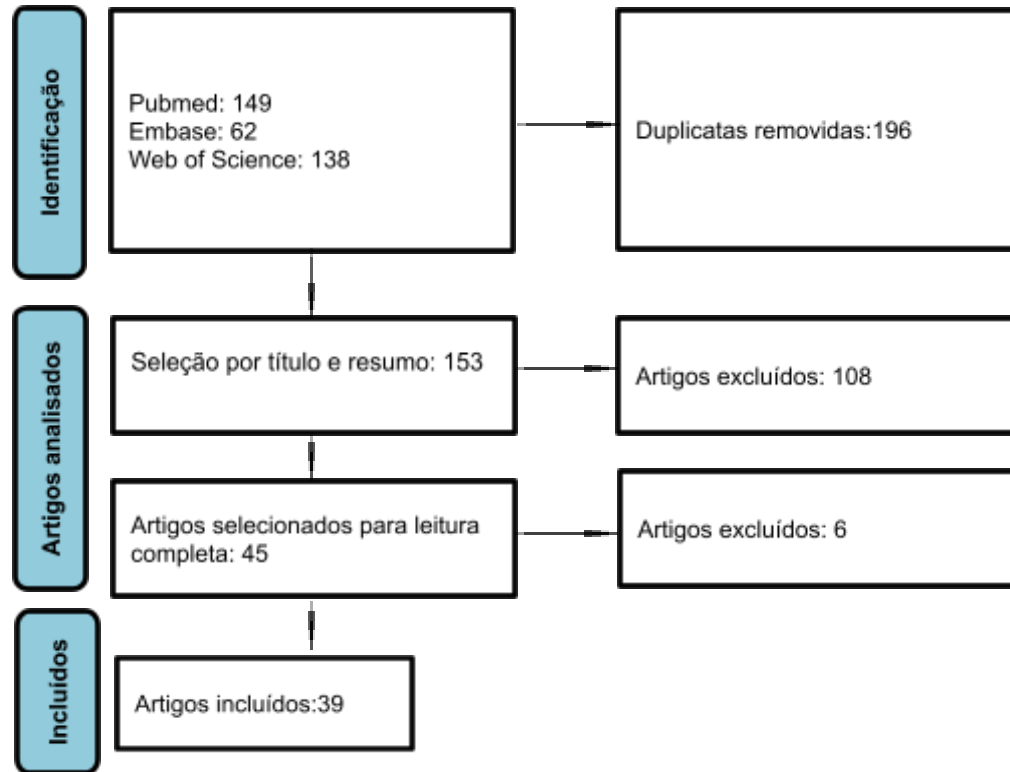 Identificação
Pubmed: 149
Embase: 62
Web of Science: 138
Duplicatas removidas:196
Artigos analisados
Seleção por título e resumo: 153
Artigos excluídos: 108
Artigos selecionados para leitura
completa: 45
Artigos excluídos: 6
Incluídos
Artigos incluídos:39